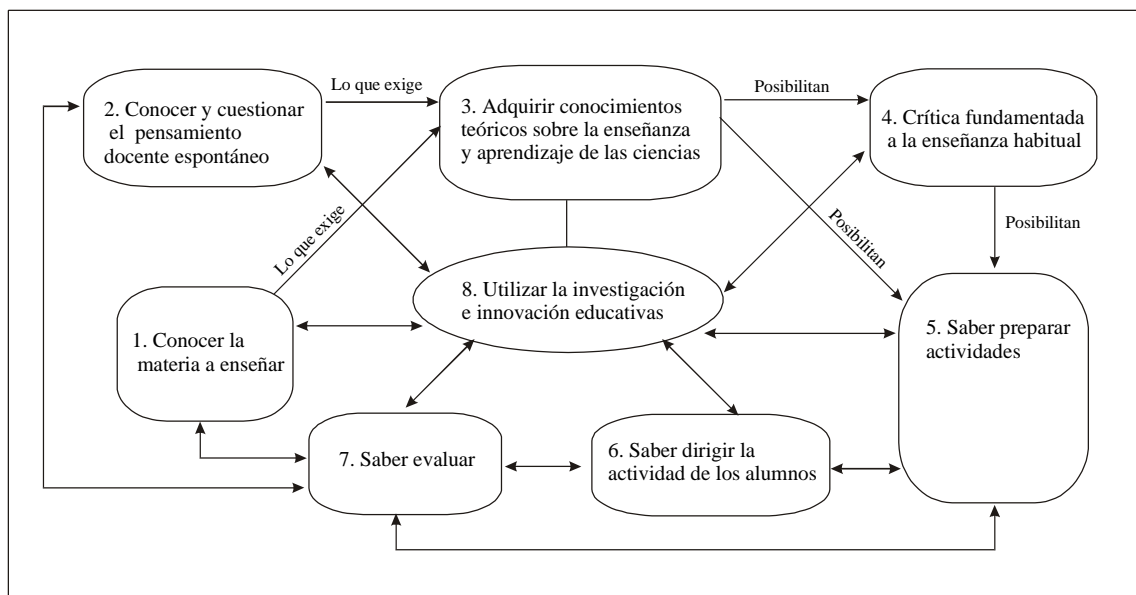 Lo que exige
Posibilitan
2. Conocer y cuestionar
el pensamiento
docente espontáneo
3. Adquirir conocimientos
teóricos sobre la enseñanza
y aprendizaje de las ciencias
4. Crítica fundamentada
a la enseñanza habitual
Lo que exige
Posibilitan
Posibilitan
8. Utilizar la investigación
e innovación educativas
1. Conocer la
materia a enseñar
5. Saber preparar
actividades
7. Saber evaluar
6. Saber dirigir la
actividad de los alumnos